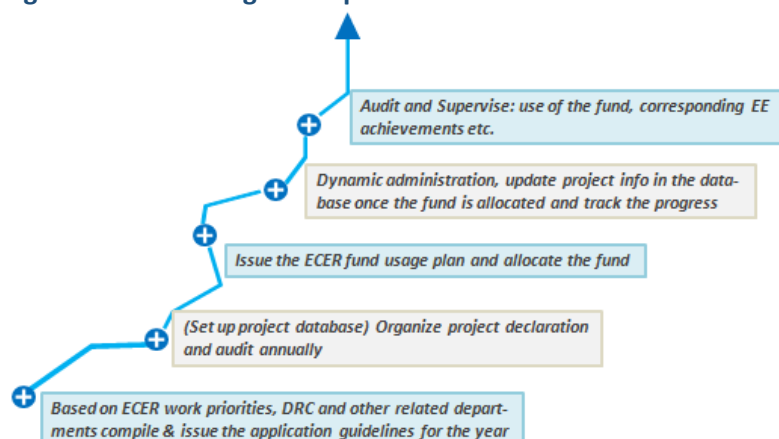 Audit and Supervise: use of the fund, corresponding EE
achievements etc.
Dynamic administration, update project info in the data-
base once the fund is allocated and track the progress
Issue the ECER fund usage plan and allocate the fund
(Set up project database) Organize project declaration
and audit annually
Based on ECER work priorities, DRC and other related depart-
ments compile & issue the application guidelines for the year